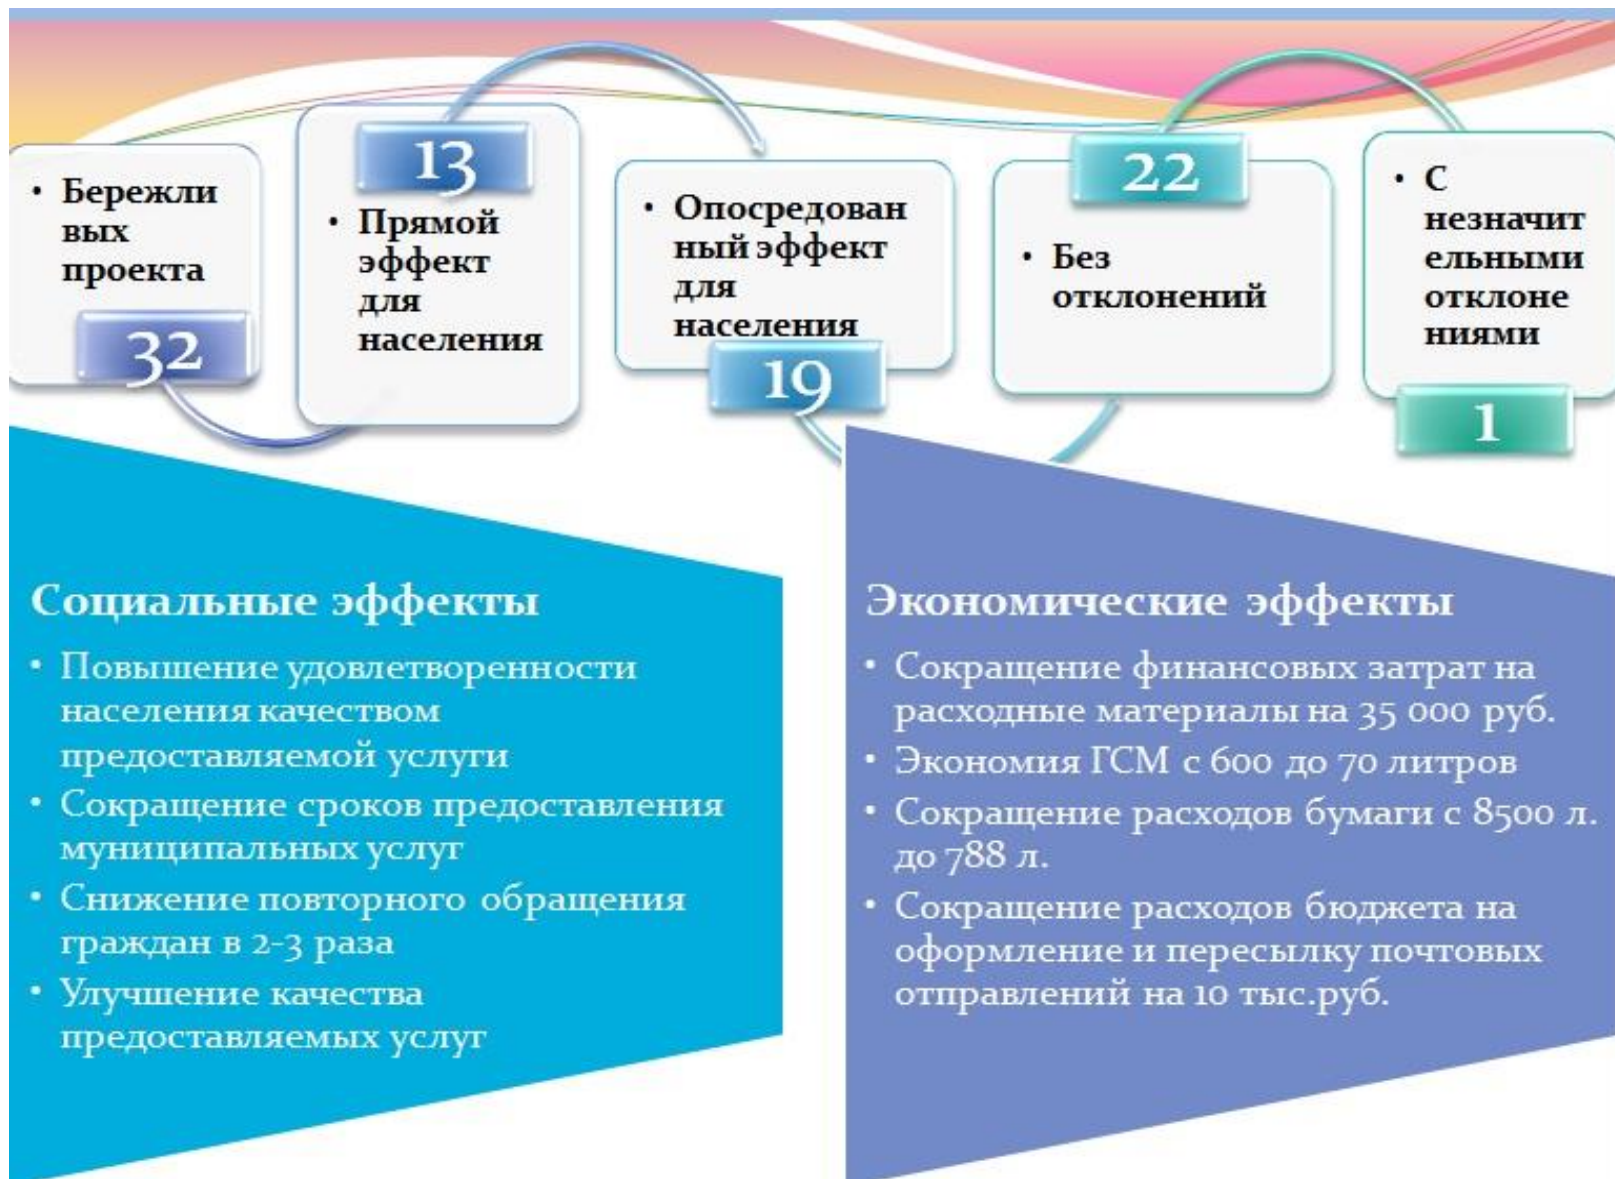 • Бережли
вых
проекта
32
13
• Прямой
эффект
для
населения
• Опосредован
ный эффект
для
населения
19
22
• Без
отклонений
• С
незначит
ельными
отклоне
ниями
1
Социальные эффекты
• Повышение удовлетворенности
населения качеством
предоставляемой услуги
• Сокращение сроков предоставления
муниципальных услуг
• Снижение повторного обращения
граждан в 2-3 раза
• Улучшение качества
предоставляемых услуг
Экономические эффекты
• Сокращение финансовых затрат на
расходные материалы на 35 000 руб.
• Экономия ГСМ с 600 до 70 литров
• Сокращение расходов бумаги с 8500 л.
до 788 л.
• Сокращение расходов бюджета на
оформление и пересылку почтовых
отправлений на 10 тыс.руб.